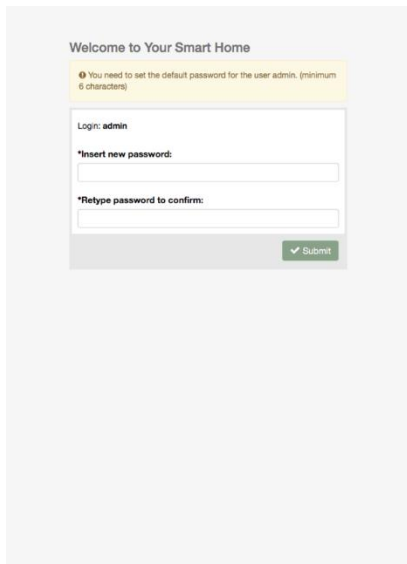 Welcome to Your Smart Home
You need to set the default password for the user admin. (minimum
6 characters)
Login: admin
*Insert new password:
*Retype password to confirm:
Submit